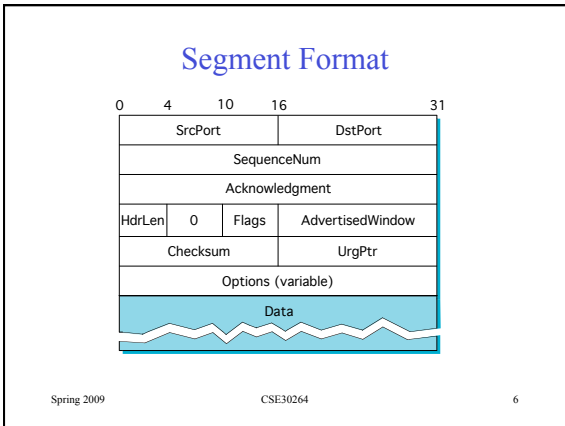 Segment Format
0 4 10 16 31
SrcPort DstPort
SequenceNum
Acknowledgment
HdrLen 0 Flags AdvertisedWindow
Checksum UrgPtr
Options (variable)
Data
Spring 2009 CSE30264 6